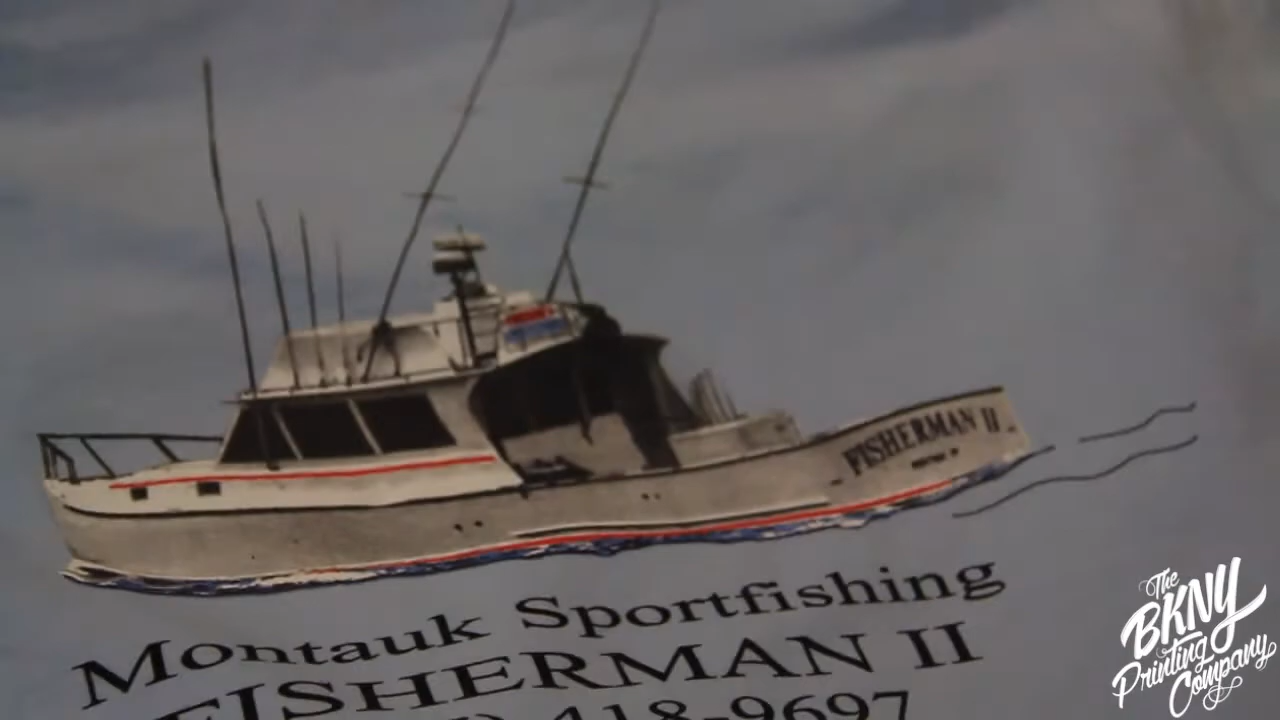 FISHERMAN II
Montauk Sportfishing
FISHERMAN II
418-9697
The
BKNY
Printing
Company